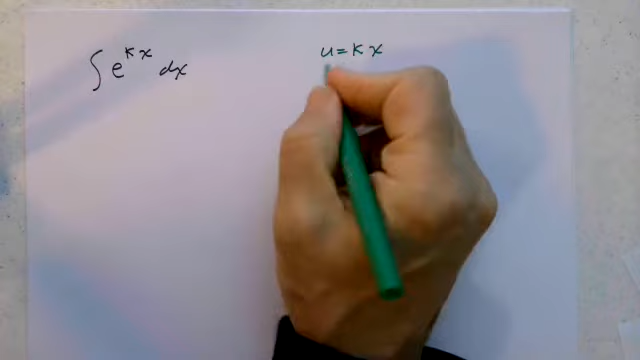 ∫ e^{kx} dx
u = kx